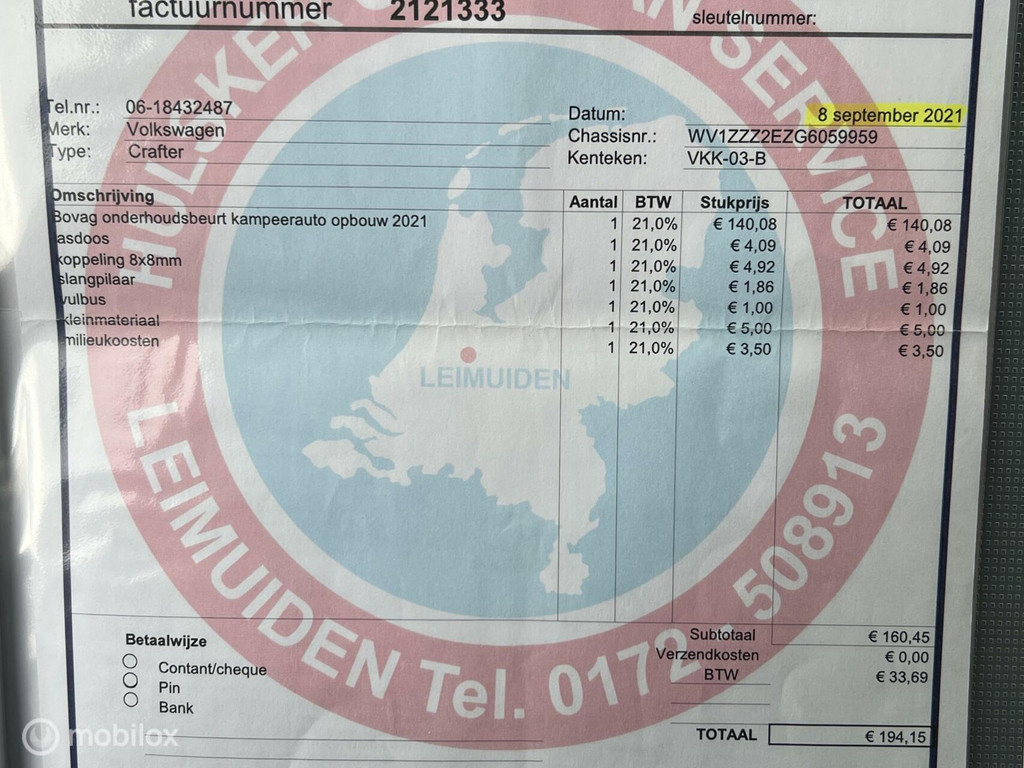 factuurnummer 2121333 sleutelnummer:
Tel.nr.: 06-18432487
Merk: Volkswagen
Type: Crafter
Datum: 8 september 2021
Chassisnr.: WV1ZZZ2EZG6059959
Kenteken: VKK-03-B
Omschrijving Aantal BTW Stukprijs TOTAAL
Bovag onderhoudsbeurt kampeerauto opbouw 2021 1 21,0% € 140,08 € 140,08
asdoos 1 21,0% € 4,09 € 4,09
koppeling 8x8mm 1 21,0% € 4,92 € 4,92
slangpilaar 1 21,0% € 1,86 € 1,86
vulbus 1 21,0% € 1,00 € 1,00
kleinmateriaal 1 21,0% € 5,00 € 5,00
milieukosten 1 21,0% € 3,50 € 3,50
SERVICE
LEIMUIDEN
LEIMUIDEN Tel. 0172 - 508913
Betaalwijze
Contant/cheque
Pin
Bank
Subtotaal € 160,45
Verzendkosten € 0,00
BTW € 33,69
TOTAAL € 194,15
mobilox